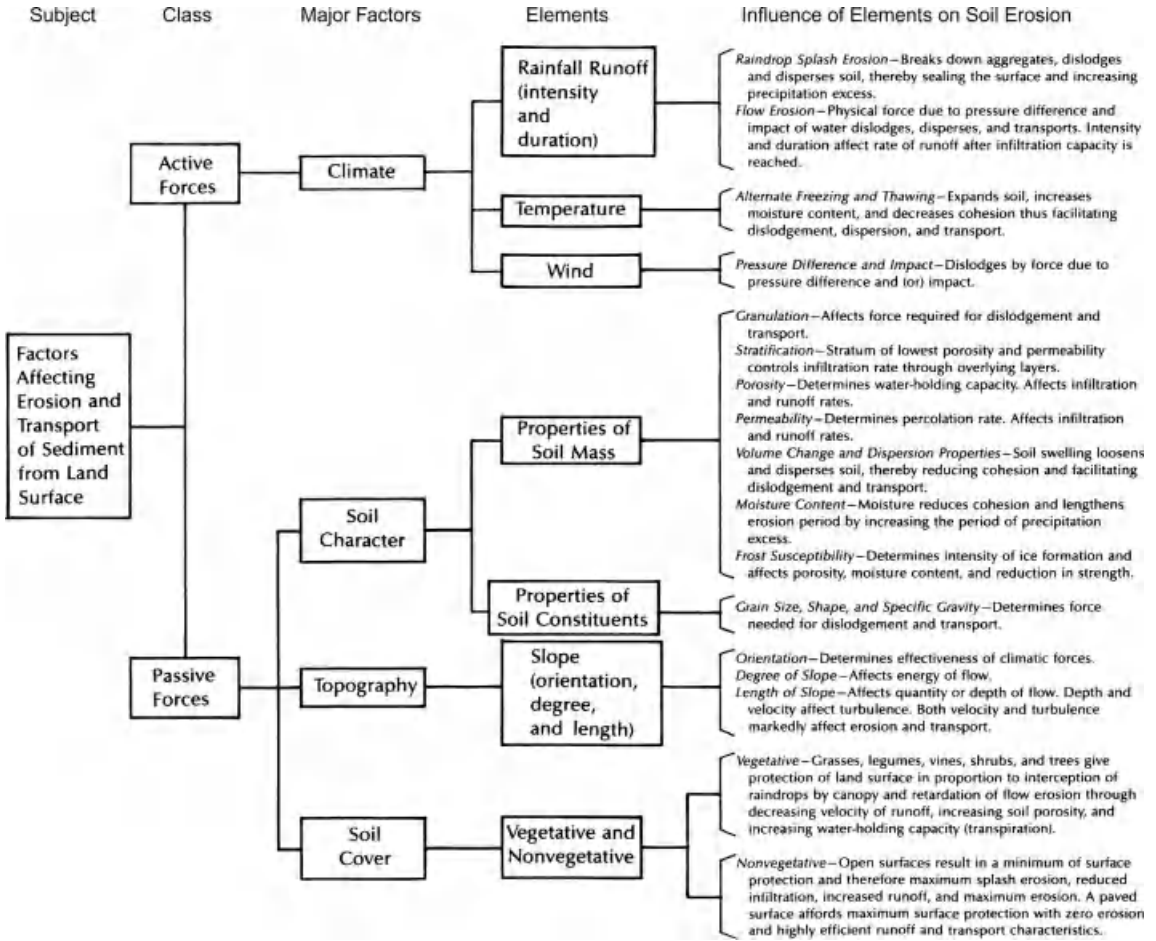 Subject
Class
Major Factors
Elements
Influence of Elements on Soil Erosion
Factors
Affecting
Erosion and
Transport
of Sediment
from Land
Surface
Active
Forces
Climate
Rainfall Runoff
(intensity
and
duration)
Raindrop Splash Erosion—Breaks down aggregates, dislodges
and disperses soil, thereby sealing the surface and increasing
precipitation excess.
Flow Erosion—Physical force due to pressure difference and
impact of water dislodges, disperses, and transports. Intensity
and duration affect rate of runoff after infiltration capacity is
reached.
Temperature
Alternate Freezing and Thawing—Expands soil, increases
moisture content, and decreases cohesion thus facilitating
dislodgement, dispersion, and transport.
Wind
Pressure Difference and Impact—Dislodges by force due to
pressure difference and (or) impact.
Passive
Forces
Soil
Character
Properties of
Soil Mass
Granulation—Affects force required for dislodgement and
transport.
Stratification—Stratum of lowest porosity and permeability
controls infiltration rate through overlying layers.
Porosity—Determines water-holding capacity. Affects infiltration
and runoff rates.
Permeability—Determines percolation rate. Affects infiltration
and runoff rates.
Volume Change and Dispersion Properties—Soil swelling loosens
and disperses soil, thereby reducing cohesion and facilitating
dislodgement and transport.
Moisture Content—Moisture reduces cohesion and lengthens
erosion period by increasing the period of precipitation
excess.
Frost Susceptibility—Determines intensity of ice formation and
affects porosity, moisture content, and reduction in strength.
Properties of
Soil Constituents
Grain Size, Shape, and Specific Gravity—Determines force
needed for dislodgement and transport.
Topography
Slope
(orientation,
degree,
and length)
Orientation—Determines effectiveness of climatic forces.
Degree of Slope—Affects energy of flow.
Length of Slope—Affects quantity or depth of flow. Depth and
velocity affect turbulence. Both velocity and turbulence
markedly affect erosion and transport.
Soil
Cover
Vegetative and
Nonvegetative
Vegetative—Grasses, legumes, vines, shrubs, and trees give
protection of land surface in proportion to interception of
raindrops by canopy and retardation of flow erosion through
decreasing velocity of runoff, increasing soil porosity, and
increasing water-holding capacity (transpiration).
Nonvegetative—Open surfaces result in a minimum of surface
protection and therefore maximum splash erosion, reduced
infiltration, increased runoff, and maximum erosion. A paved
surface affords maximum surface protection with zero erosion
and highly efficient runoff and transport characteristics.